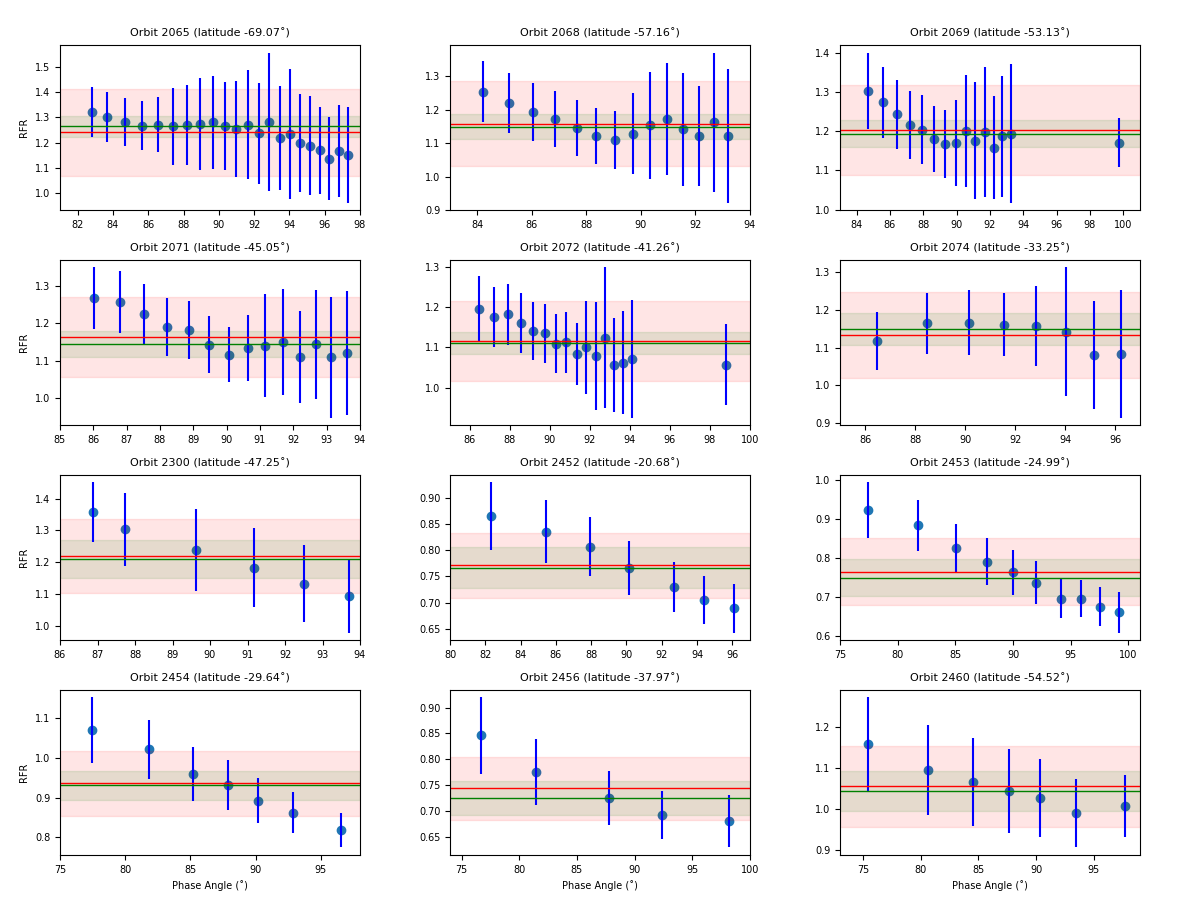 Orbit 2065 (latitude -69.07˚)
Orbit 2068 (latitude -57.16˚)
Orbit 2069 (latitude -53.13˚)
RFR
1.5
1.4
1.3
1.2
1.1
1.0
1.3
1.2
1.1
1.0
0.9
1.4
1.3
1.2
1.1
1.0
82 84 86 88 90 92 94 96 98
84 86 88 90 92 94
84 86 88 90 92 94 96 98 100
Orbit 2071 (latitude -45.05˚)
Orbit 2072 (latitude -41.26˚)
Orbit 2074 (latitude -33.25˚)
RFR
1.3
1.2
1.1
1.0
1.3
1.2
1.1
1.0
1.3
1.2
1.1
1.0
0.9
85 86 87 88 89 90 91 92 93 94
86 88 90 92 94 96 98 100
86 88 90 92 94 96
Orbit 2300 (latitude -47.25˚)
Orbit 2452 (latitude -20.68˚)
Orbit 2453 (latitude -24.99˚)
RFR
1.4
1.3
1.2
1.1
1.0
0.90
0.85
0.80
0.75
0.70
0.65
1.0
0.9
0.8
0.7
0.6
86 87 88 89 90 91 92 93 94
80 82 84 86 88 90 92 94 96
75 80 85 90 95 100
Orbit 2454 (latitude -29.64˚)
Orbit 2456 (latitude -37.97˚)
Orbit 2460 (latitude -54.52˚)
RFR
1.1
1.0
0.9
0.8
0.90
0.85
0.80
0.75
0.70
0.65
1.2
1.1
1.0
0.9
75 80 85 90 95
75 80 85 90 95 100
75 80 85 90 95
Phase Angle (˚)
Phase Angle (˚)
Phase Angle (˚)